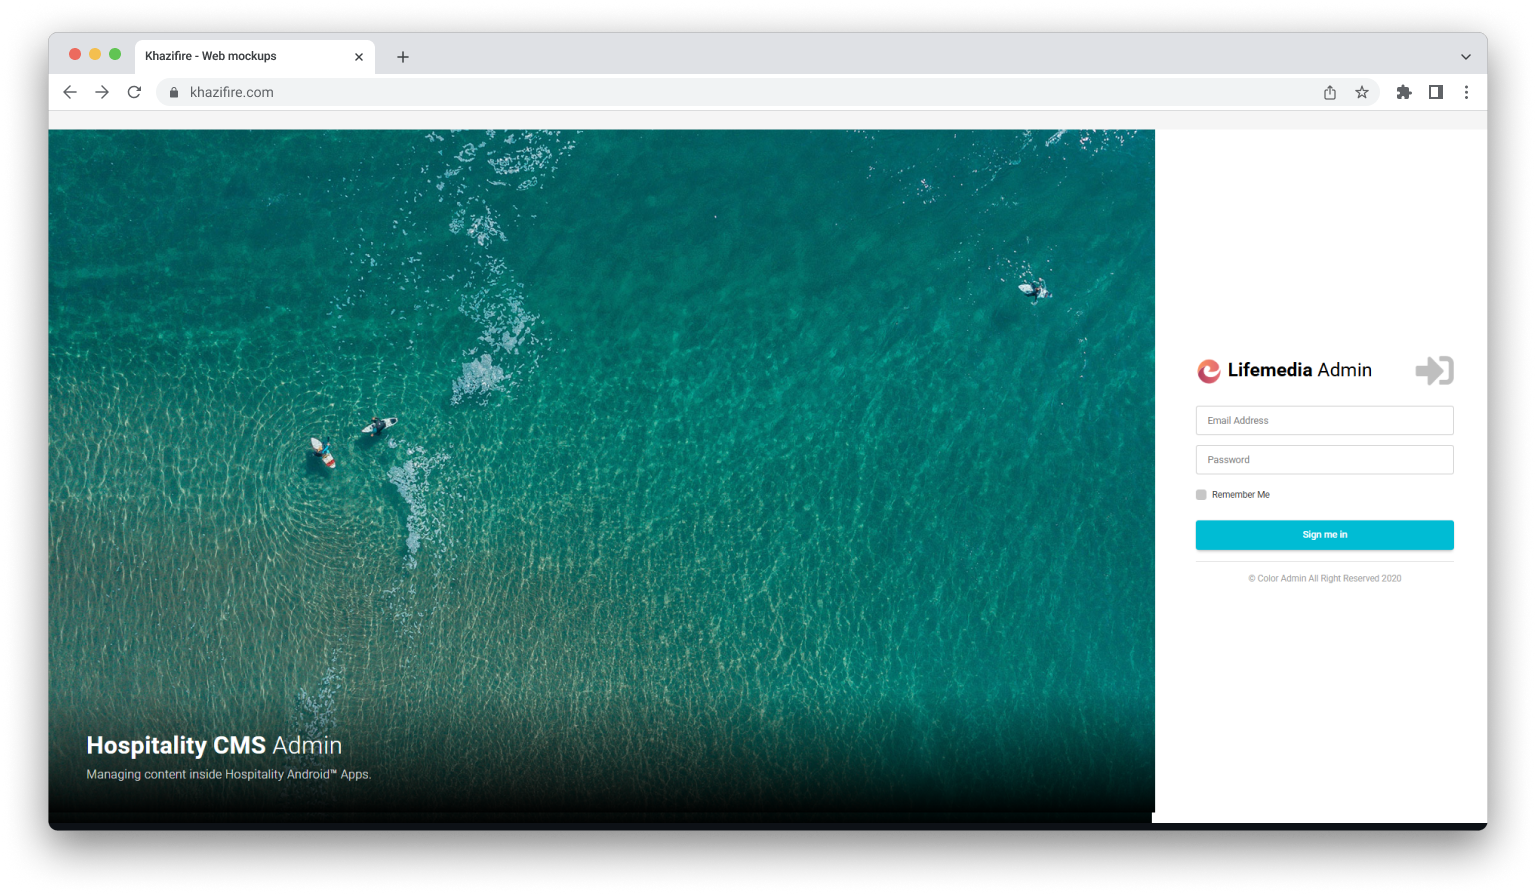 Khazifire - Web mockups
khazifire.com
Lifemedia Admin
Email Address
Password
Remember Me
Sign me in
© Color Admin All Right Reserved 2020
Hospitality CMS Admin
Managing content inside Hospitality Android™ Apps.